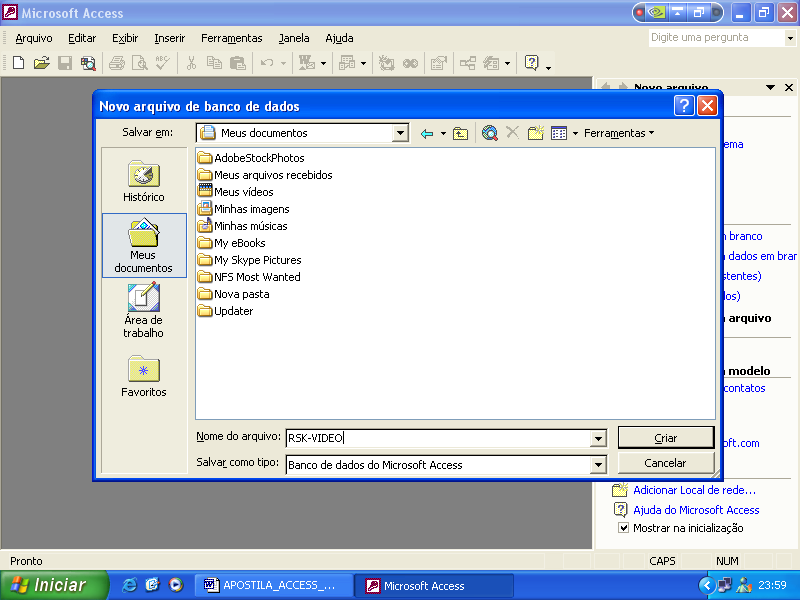 Microsoft Access
Arquivo Editar Exibir Inserir Ferramentas Janela Ajuda
Digite uma pergunta
Novo arquivo
Novo arquivo de banco de dados
Salvar em: Meus documentos Ferramentas
Histórico
Meus documentos
Área de trabalho
Favoritos
AdobeStockPhotos
Meus arquivos recebidos
Meus vídeos
Minhas imagens
Minhas músicas
My eBooks
My Skype Pictures
NFS Most Wanted
Nova pasta
Updater
Nome do arquivo: RSK-VIDEO Criar
Salvar como tipo: Banco de dados do Microsoft Access Cancelar
ema
branco
dados em bran
stentes)
los)
arquivo
modelo
contatos
oft.com
Adicionar Local de rede...
Ajuda do Microsoft Access
Mostrar na inicialização
Pronto CAPS NUM
Iniciar APOSTILA_ACCESS_... Microsoft Access 23:59